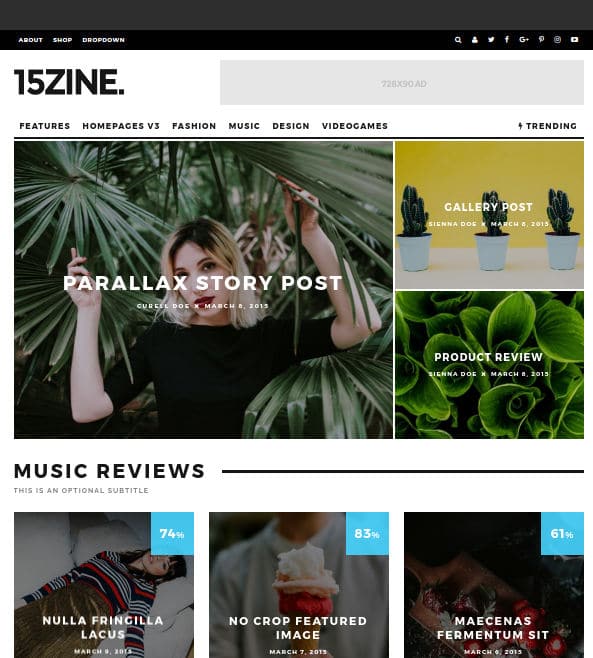 ABOUT SHOP DROPDOWN
15ZINE.
728X90 AD
FEATURES HOMEPAGES V3 FASHION MUSIC DESIGN VIDEOGAMES TRENDING
PARALLAX STORY POST
CUBELL DOE X MARCH 8, 2015
GALLERY POST
SIENNA DOE X MARCH 8, 2015
PRODUCT REVIEW
SIENNA DOE X MARCH 8, 2015
MUSIC REVIEWS
THIS IS AN OPTIONAL SUBTITLE
74%
NULLA FRINGILLA
LACUS
MARCH 9, 2015
83%
NO CROP FEATURED
IMAGE
MARCH 7, 2015
61%
MAECENAS
FERMENTUM SIT
MARCH 6, 2015